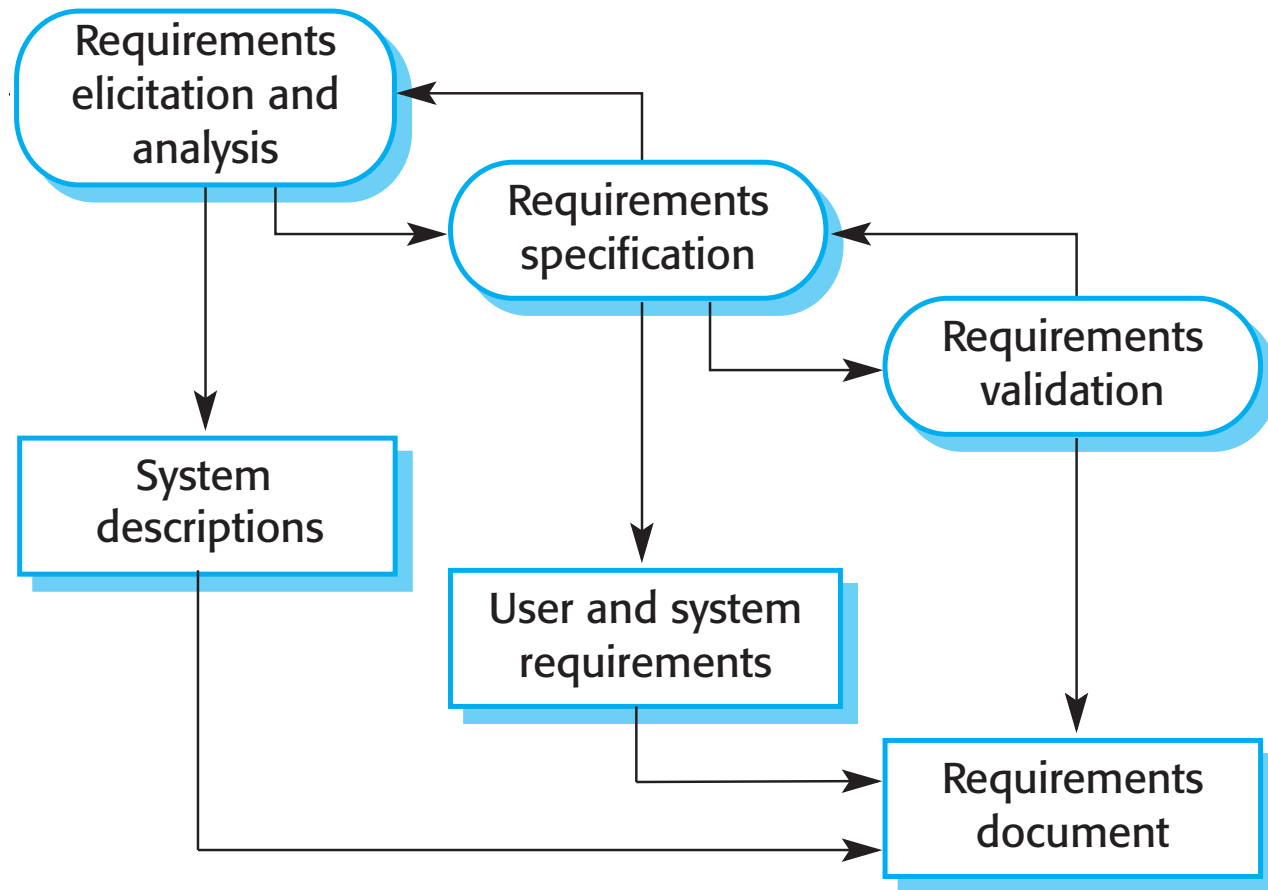 Requirements
elicitation and
analysis
Requirements
specification
Requirements
validation
System
descriptions
User and system
requirements
Requirements
document